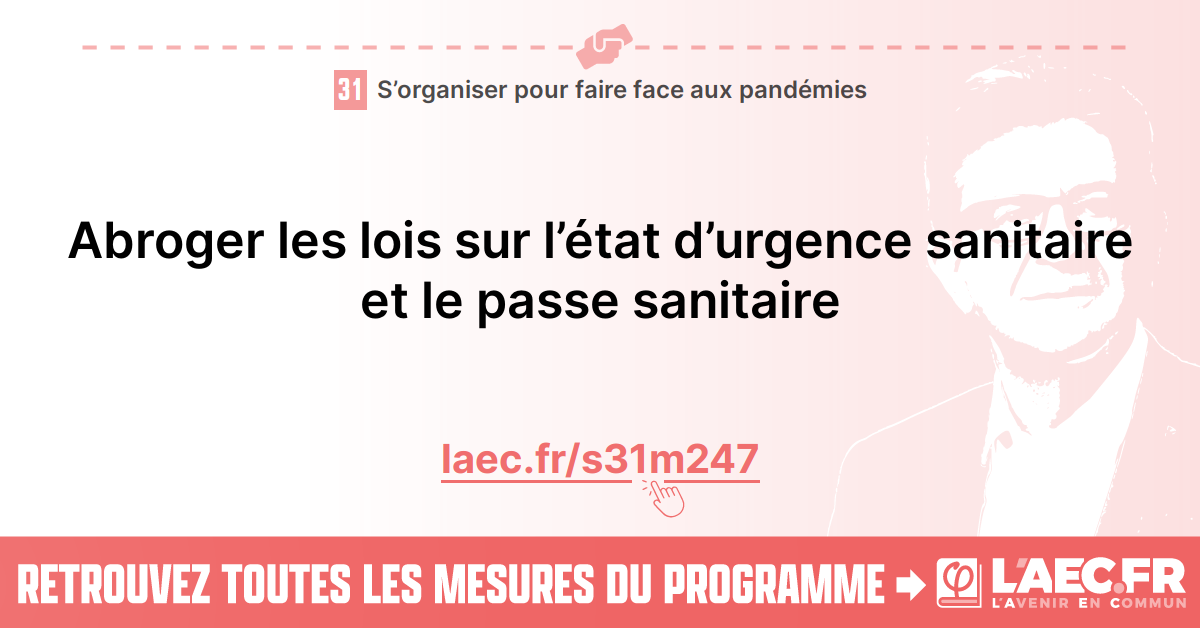 31 S’organiser pour faire face aux pandémies
Abroger les lois sur l’état d’urgence sanitaire
et le passe sanitaire
laec.fr/s31m247
RETROUVEZ TOUTES LES MESURES DU PROGRAMME
L'AEC.FR
L'AVENIR EN COMMUN